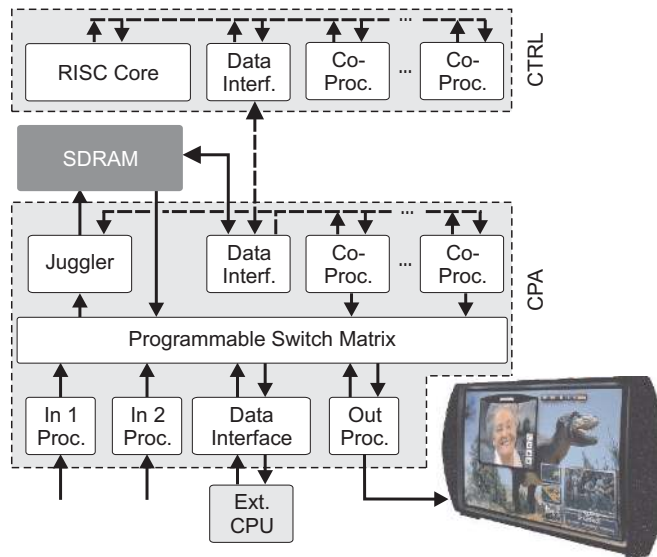 ...
RISC Core
Data
Interf.
Co-
Proc.
...
Co-
Proc.
CTRL
SDRAM
...
Juggler
Data
Interf.
Co-
Proc.
...
Co-
Proc.
CPA
Programmable Switch Matrix
In 1
Proc.
In 2
Proc.
Data
Interface
Out
Proc.
Ext.
CPU